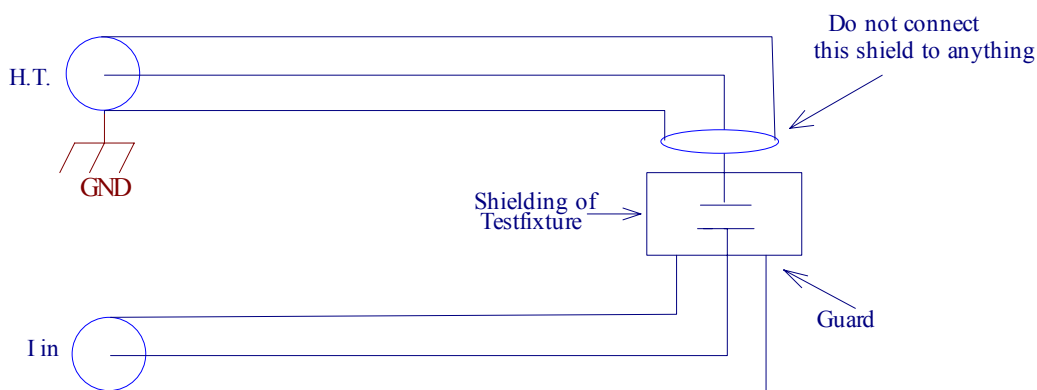 Do not connect
this shield to anything
H.T.
GND
Shielding of
Testfixture
Guard
I in